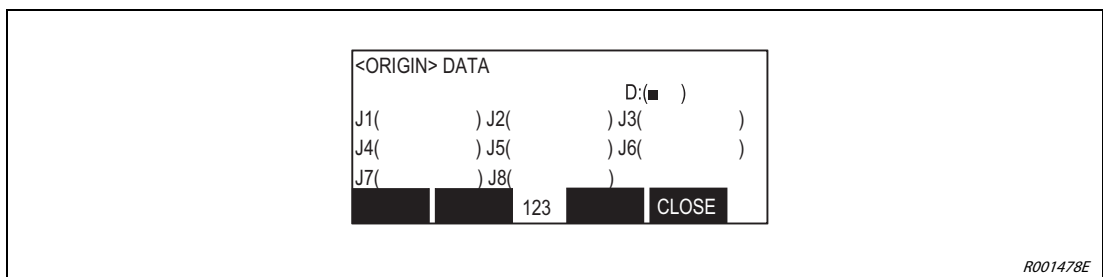 <ORIGIN> DATA
D:(■ )
J1( ) J2( ) J3( )
J4( ) J5( ) J6( )
J7( ) J8( )
123 CLOSE
R001478E